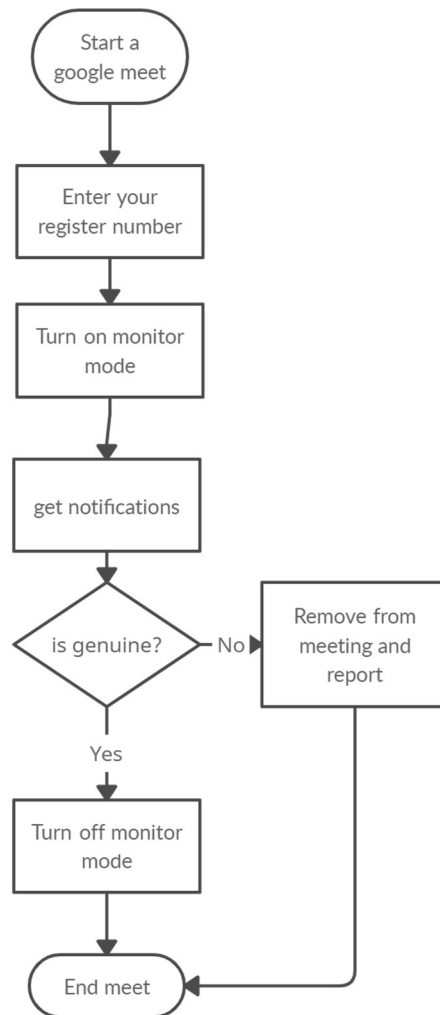 Start a
google meet
Enter your
register number
Turn on monitor
mode
get notifications
is genuine?
No
Remove from
meeting and
report
Yes
Turn off monitor
mode
End meet